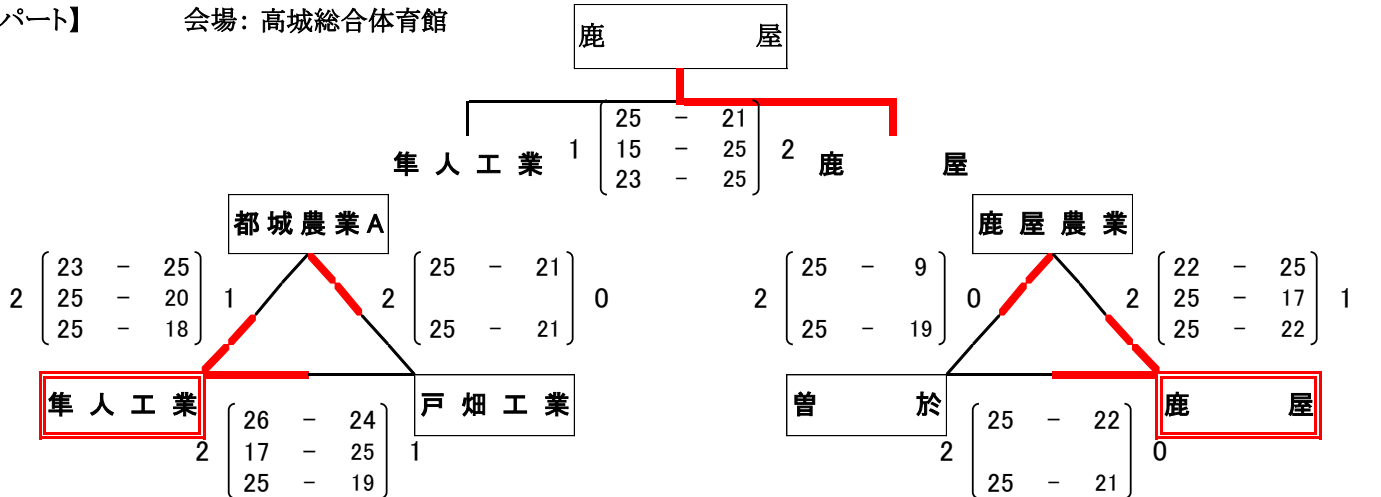 パート】 会場: 高城総合体育館
鹿 屋
25 - 21
隼人工業 1 15 - 25 2 鹿 屋
23 - 25
都城農業A 鹿屋農業
23 - 25 25 - 21 25 - 9 22 - 25
2 25 - 20 1 2 0 2 0 2 25 - 17 1
25 - 18 25 - 21 25 - 19 25 - 22
隼人工業 戸畑工業 曽 於 鹿 屋
26 - 24 25 - 22
2 17 - 25 1 2 0
25 - 19 25 - 21